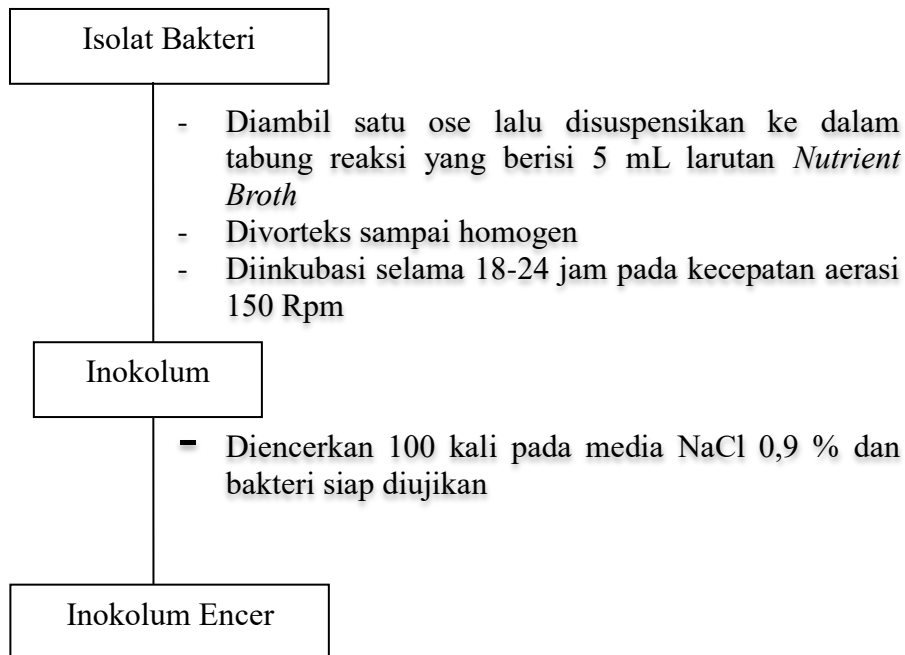 Isolat Bakteri
- Diambil satu ose lalu disuspensikan ke dalam
tabung reaksi yang berisi 5 mL larutan Nutrient
Broth
- Divorteks sampai homogen
- Diinkubasi selama 18-24 jam pada kecepatan aerasi
150 Rpm
Inokolum
- Diencerkan 100 kali pada media NaCl 0,9 % dan
bakteri siap diujikan
Inokolum Encer